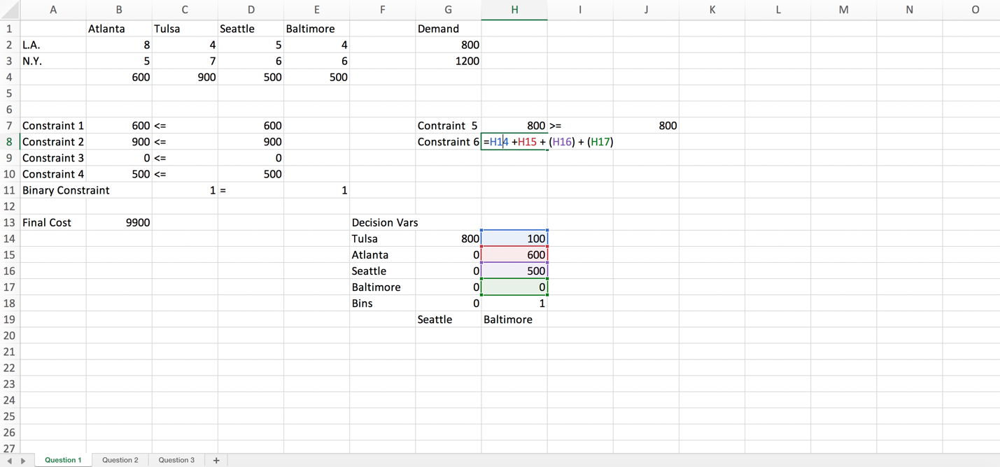 A B C D E F G H I J K L M N O
1 Atlanta Tulsa Seattle Baltimore Demand
2 L.A. 8 4 5 4 800
3 N.Y. 5 7 6 6 1200
4 600 900 500 500
5
6
7 Constraint 1 600 <= 600 Contraint 5 800 >= 800
8 Constraint 2 900 <= 900 Constraint 6 =H14 +H15 + (H16) + (H17)
9 Constraint 3 0 <= 0
10 Constraint 4 500 <= 500
11 Binary Constraint 1 = 1
12
13 Final Cost 9900 Decision Vars
14 Tulsa 800 100
15 Atlanta 0 600
16 Seattle 0 500
17 Baltimore 0 0
18 Bins 0 1
19 Seattle Baltimore
20
21
22
23
24
25
26
27
Question 1 Question 2 Question 3 +